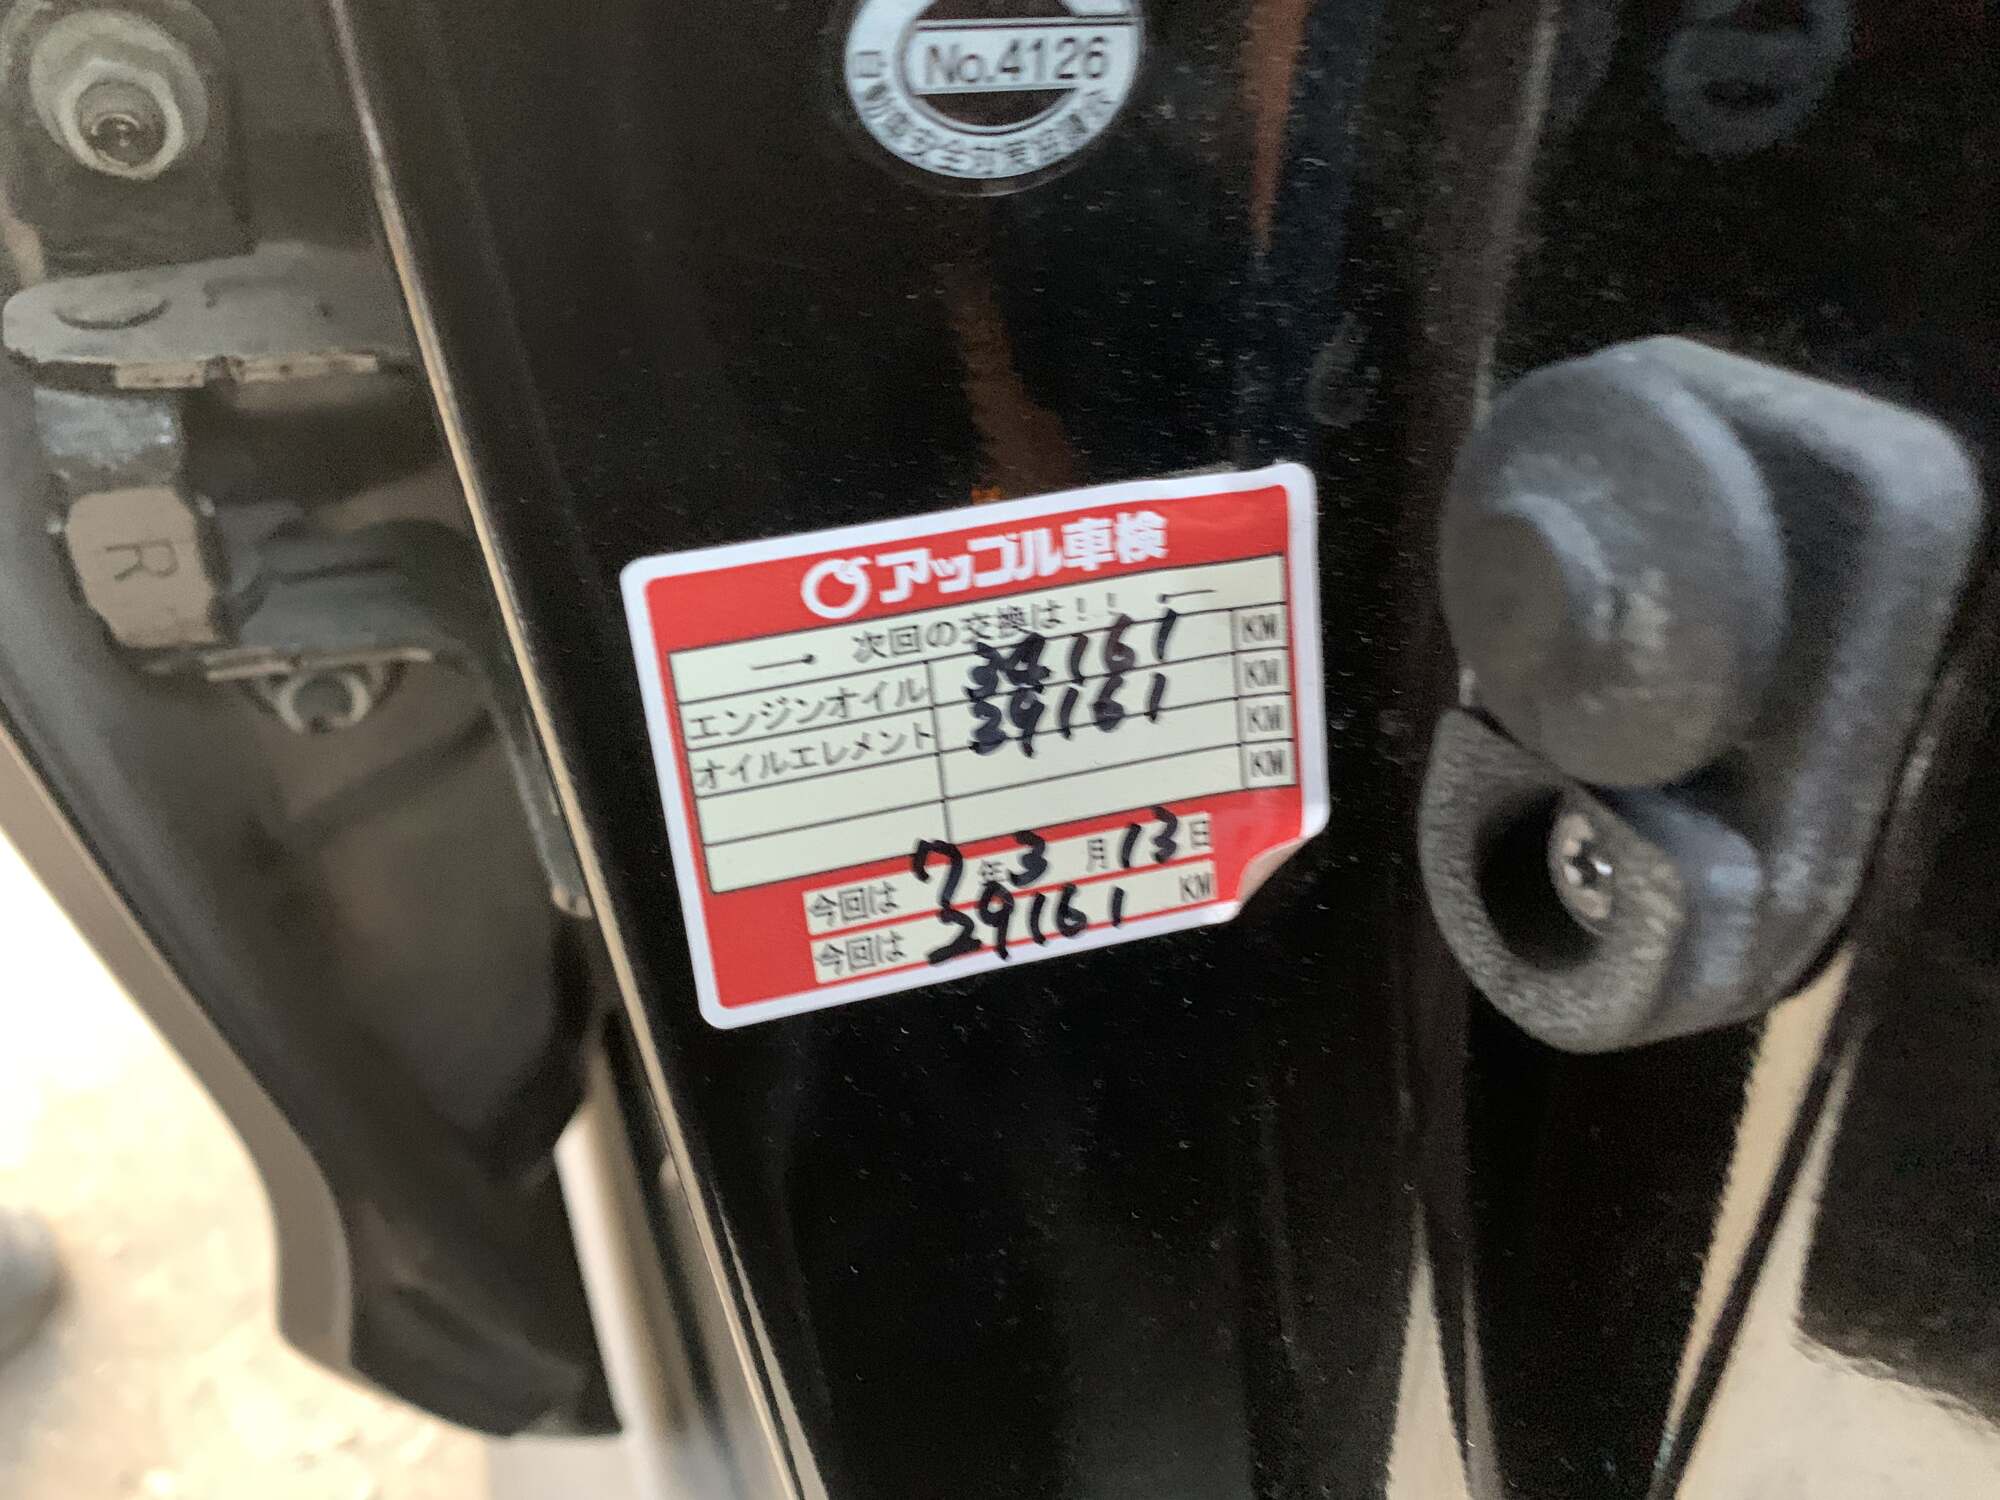 No.4126
アップル車検
→ 次回の交換は!! ←
エンジンオイル 34161 KM
オイルエレメント 39161 KM
KM
KM
今回は 7年3月13日
今回は 29161 KM
R